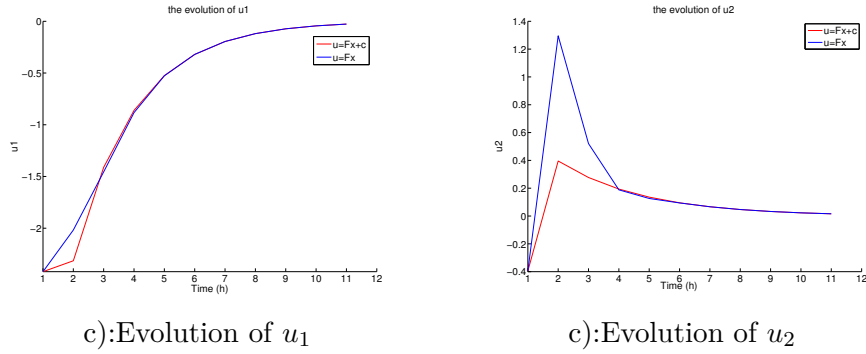 the evolution of u1
u=Fx+c
u=Fx
0
−0.5
−1
−1.5
−2
u1
1 2 3 4 5 6 7 8 9 10 11 12
Time (h)
c):Evolution of u1
the evolution of u2
u=Fx+c
u=Fx
1.4
1.2
1
0.8
0.6
0.4
0.2
0
−0.2
−0.4
u2
1 2 3 4 5 6 7 8 9 10 11 12
Time (h)
c):Evolution of u2